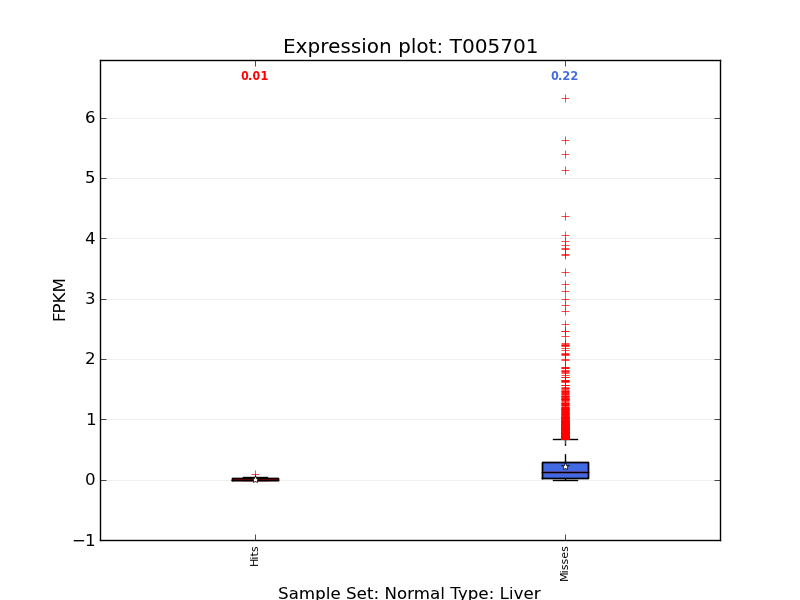 Expression plot: T005701
0.01 0.22
6
5
4
3
2
1
0
−1
FPKM
Hits
Misses
Sample Set: Normal Type: Liver